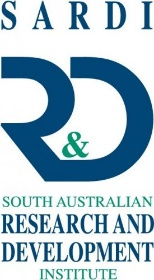 SARDI
R&D
SOUTH AUSTRALIAN
RESEARCH AND
DEVELOPMENT
INSTITUTE